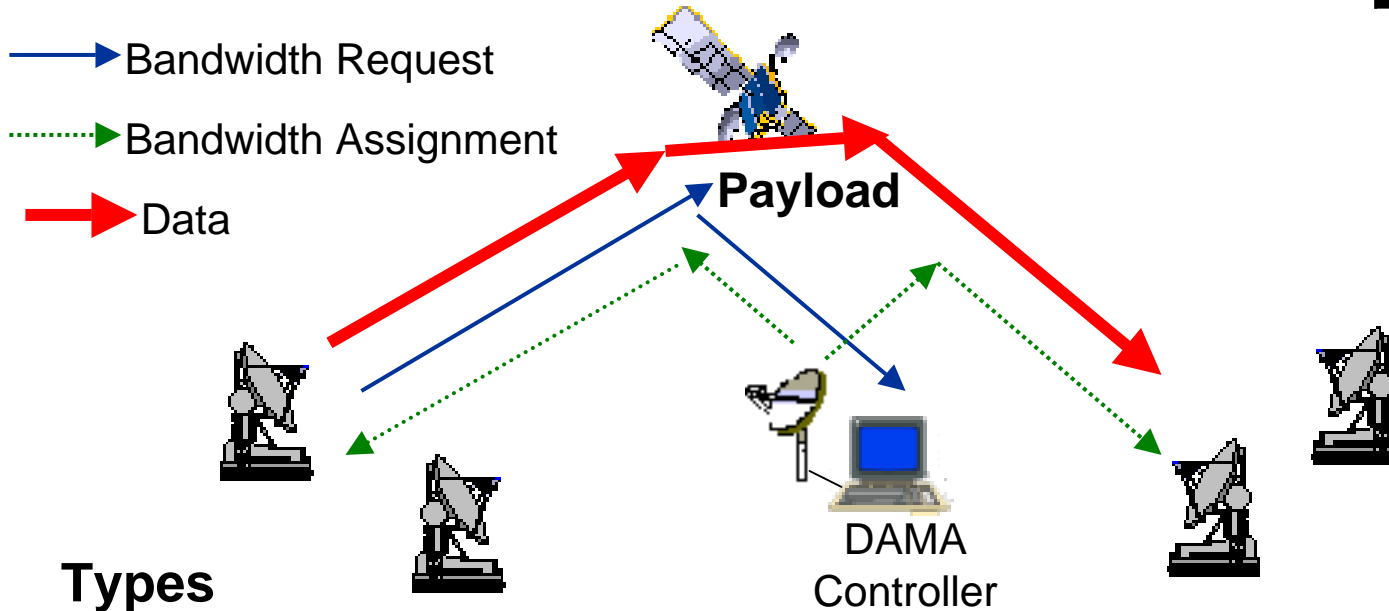 Bandwidth Request
Bandwidth Assignment
Data
Payload
DAMA
Controller
Types